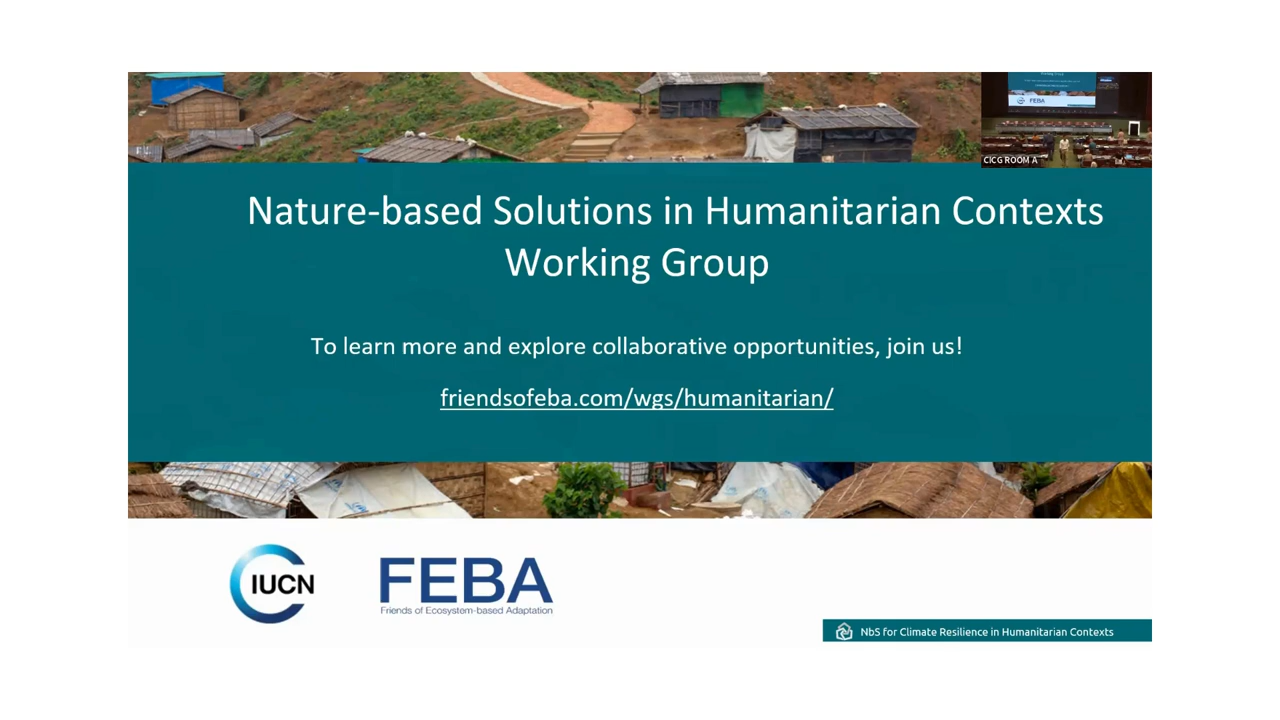 CICG ROOM A
FEBA
Nature-based Solutions in Humanitarian Contexts
Working Group
To learn more and explore collaborative opportunities, join us!
friendsofeba.com/wgs/humanitarian/
IUCN
FEBA
Friends of Ecosystem-based Adaptation
NbS for Climate Resilience in Humanitarian Contexts